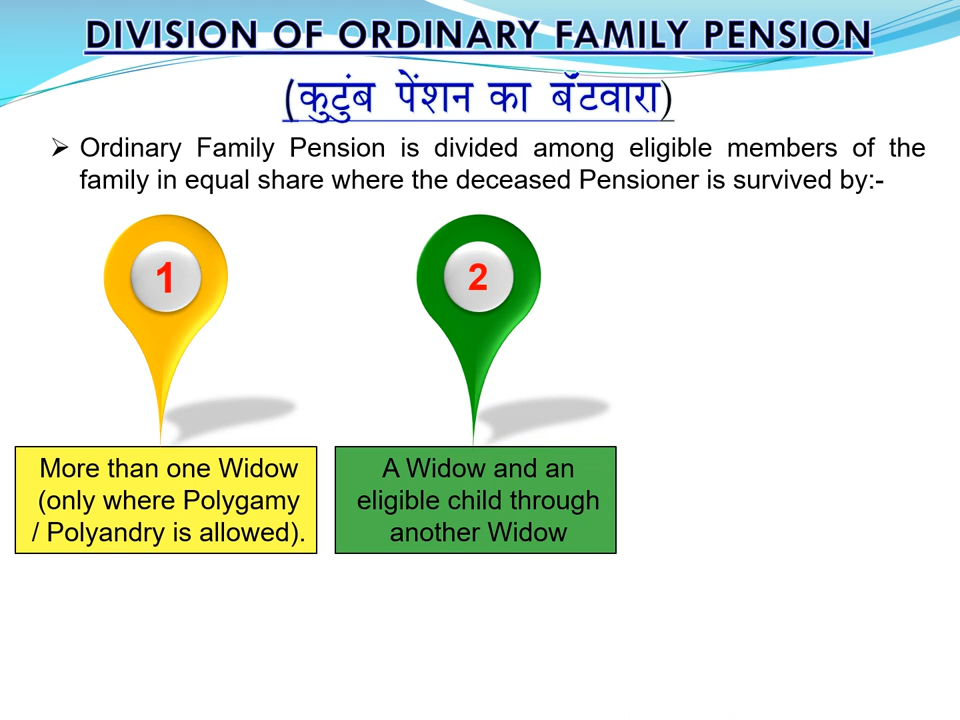 DIVISION OF ORDINARY FAMILY PENSION
(कुटुंब पेंशन का बँटवारा)
➢ Ordinary Family Pension is divided among eligible members of the
family in equal share where the deceased Pensioner is survived by:-
1
2
More than one Widow
(only where Polygamy
/ Polyandry is allowed).
A Widow and an
eligible child through
another Widow